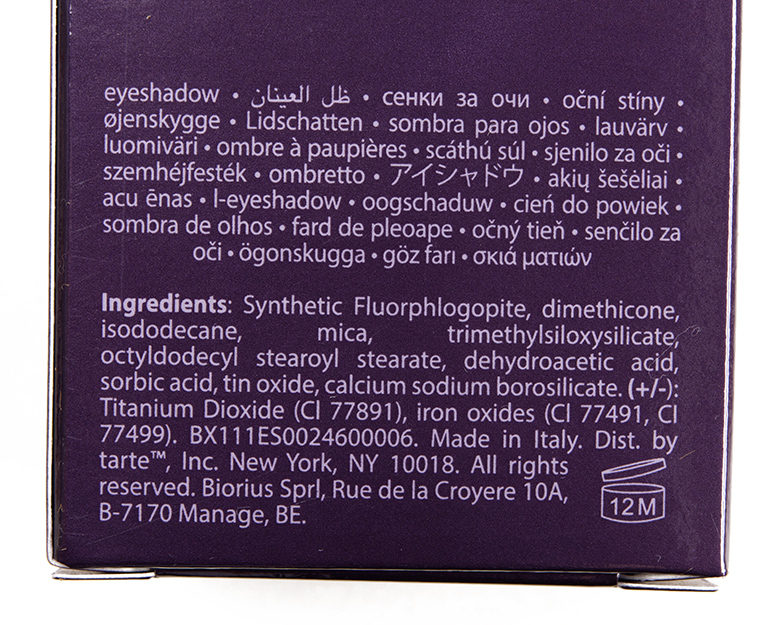 eyeshadow • ظل العينان • сенки за очи • oční stíny •
øjenskygge • Lidschatten • sombra para ojos • lauvärv •
luomiväri • ombre à paupières • scáthú súl • sjenilo za oči •
szemhéjfesték • ombretto • アイシャドウ • akių šešėliai •
acu ēnas • l-eyeshadow • oogschaduw • cień do powiek •
sombra de olhos • fard de pleoape • očný tieň • senčilo za
oči • ögonskugga • göz farı • σκιά ματιών
Ingredients: Synthetic Fluorphlogopite, dimethicone,
isododecane, mica, trimethylsiloxysilicate,
octyldodecyl stearoyl stearate, dehydroacetic acid,
sorbic acid, tin oxide, calcium sodium borosilicate. (+/-):
Titanium Dioxide (CI 77891), iron oxides (CI 77491, CI
77499). BX111ES0024600006. Made in Italy. Dist. by
tarte™, Inc. New York, NY 10018. All rights
reserved. Biorius Sprl, Rue de la Croyere 10A,
B-7170 Manage, BE.
12M